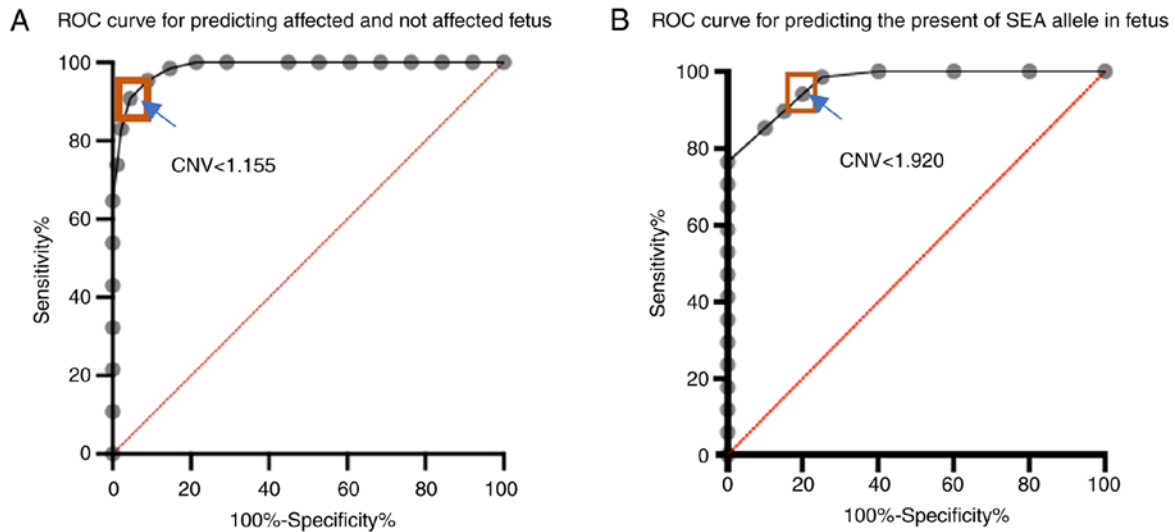 A ROC curve for predicting affected and not affected fetus
100
80
60
40
20
0
Sensitivity%
CNV<1.155
0 20 40 60 80 100
100%-Specificity%
B ROC curve for predicting the present of SEA allele in fetus
100
80
60
40
20
0
Sensitivity%
CNV<1.920
0 20 40 60 80 100
100%-Specificity%